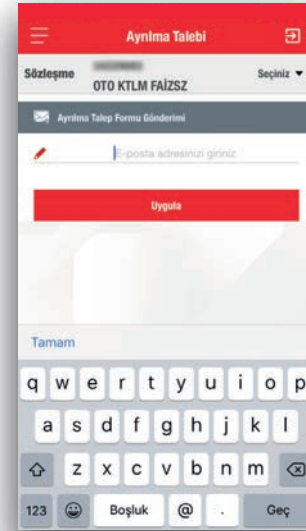 Ayrılma Talebi
Sözleşme
OTO KTLM FAİZSZ
Seçiniz
Ayrılma Talep Formu Gönderimi
E-posta adresinizi giriniz
Uygula
Tamam
q w e r t y u i o p
a s d f g h j k l
z x c v b n m
123 Boşluk @ . Geç